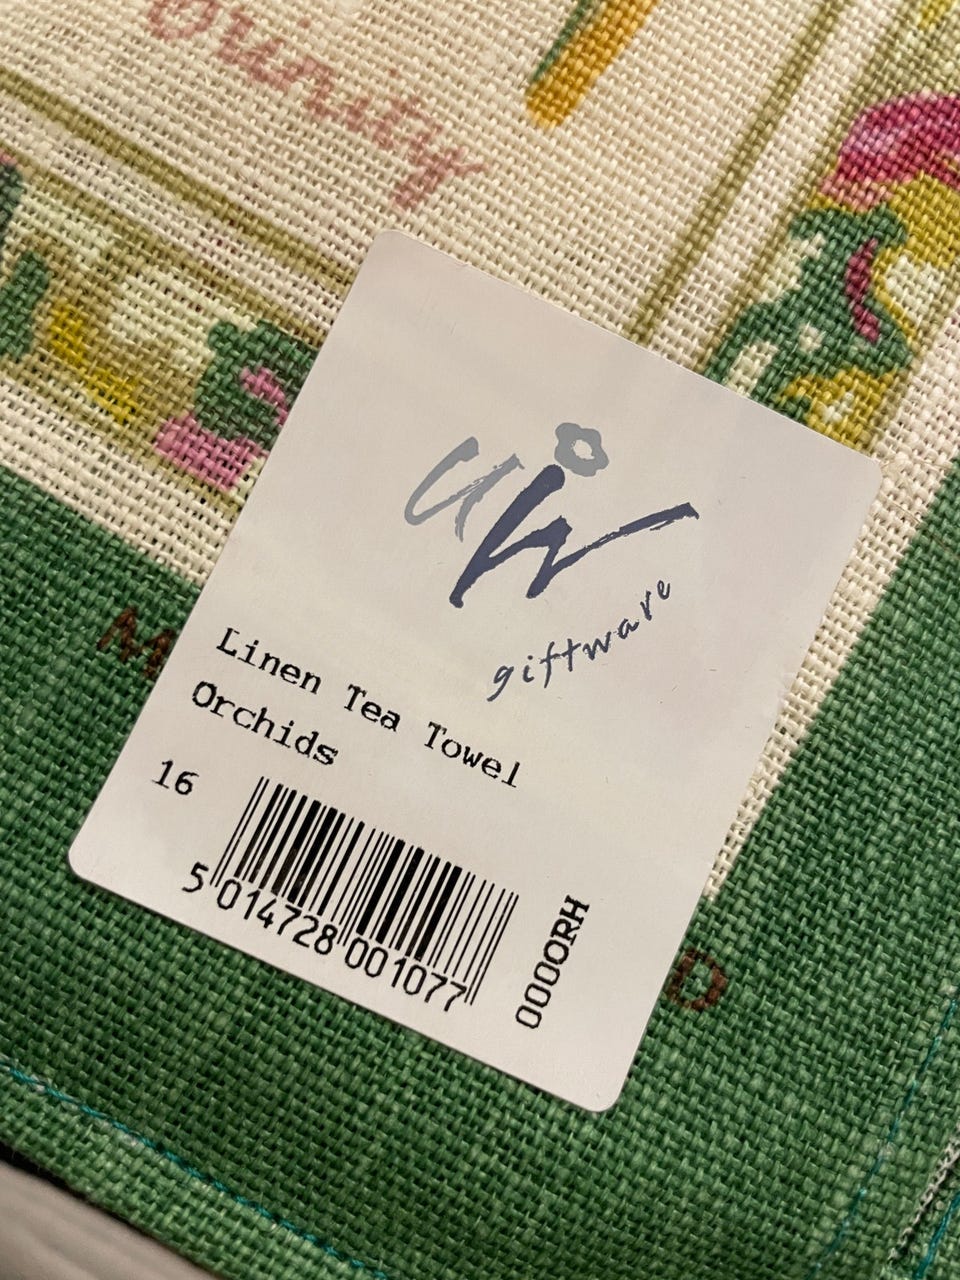 uw
giftware
Linen Tea Towel
Orchids
16
5 014728 001077
0000RH